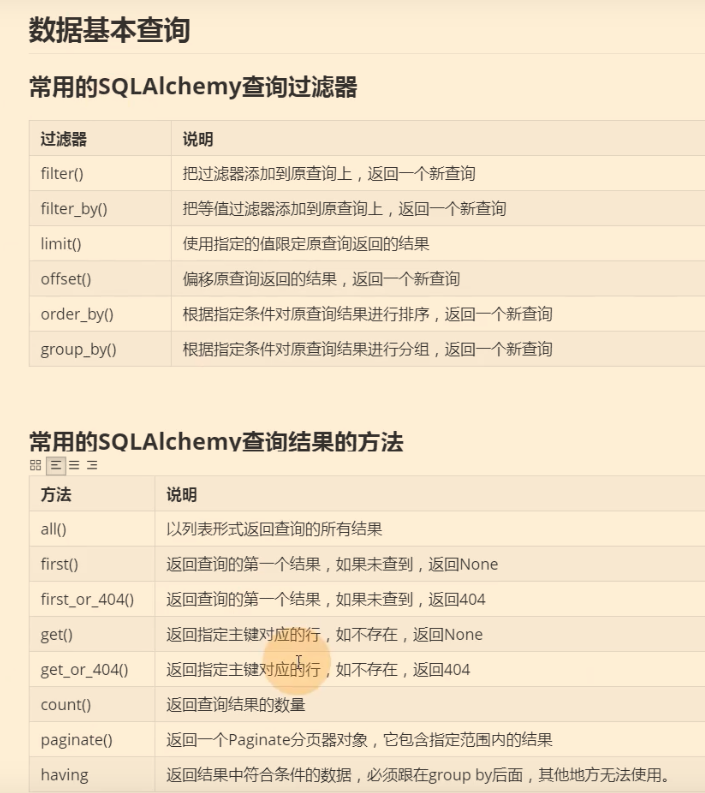 数据基本查询
常用的SQLAlchemy查询过滤器
过滤器 说明
filter() 把过滤器添加到原查询上，返回一个新查询
filter_by() 把等值过滤器添加到原查询上，返回一个新查询
limit() 使用指定的值限定原查询返回的结果
offset() 偏移原查询返回的结果，返回一个新查询
order_by() 根据指定条件对原查询结果进行排序，返回一个新查询
group_by() 根据指定条件对原查询结果进行分组，返回一个新查询
常用的SQLAlchemy查询结果的方法
方法 说明
all() 以列表形式返回查询的所有结果
first() 返回查询的第一个结果，如果未查到，返回None
first_or_404() 返回查询的第一个结果，如果未查到，返回404
get() 返回指定主键对应的行，如不存在，返回None
get_or_404() 返回指定主键对应的行，如不存在，返回404
count() 返回查询结果的数量
paginate() 返回一个Paginate分页器对象，它包含指定范围内的结果
having 返回结果中符合条件的数据，必须跟在group by后面，其他地方无法使用。